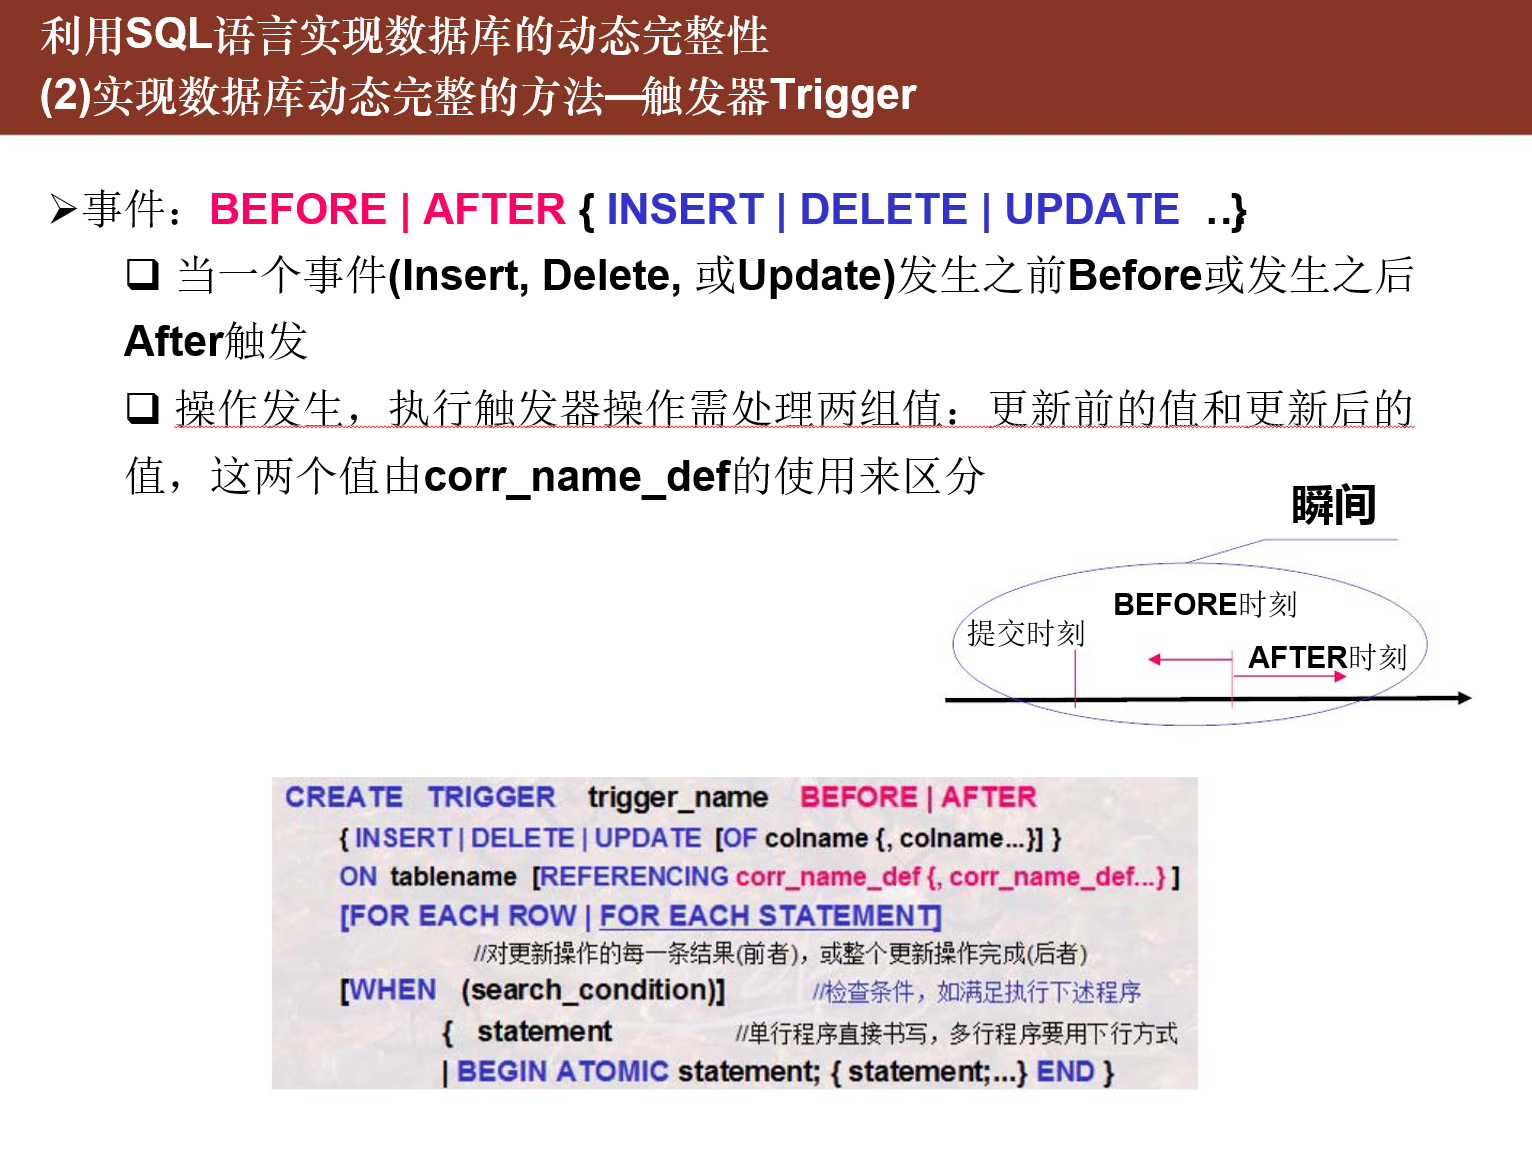 利用SQL语言实现数据库的动态完整性
(2)实现数据库动态完整的方法—触发器Trigger
➢事件：BEFORE | AFTER { INSERT | DELETE | UPDATE …}
❑ 当一个事件(Insert, Delete, 或Update)发生之前Before或发生之后
After触发
❑ 操作发生，执行触发器操作需处理两组值：更新前的值和更新后的
值，这两个值由corr_name_def的使用来区分
瞬间
BEFORE时刻
提交时刻
AFTER时刻
CREATE TRIGGER trigger_name BEFORE | AFTER
{ INSERT | DELETE | UPDATE [OF colname {, colname...}] }
ON tablename [REFERENCING corr_name_def {, corr_name_def...} ]
[FOR EACH ROW | FOR EACH STATEMENT]
//对更新操作的每一条结果(前者)，或整个更新操作完成(后者)
[WHEN (search_condition)] //检查条件，如满足执行下述程序
{ statement //单行程序直接书写，多行程序要用下行方式
| BEGIN ATOMIC statement; { statement;...} END }